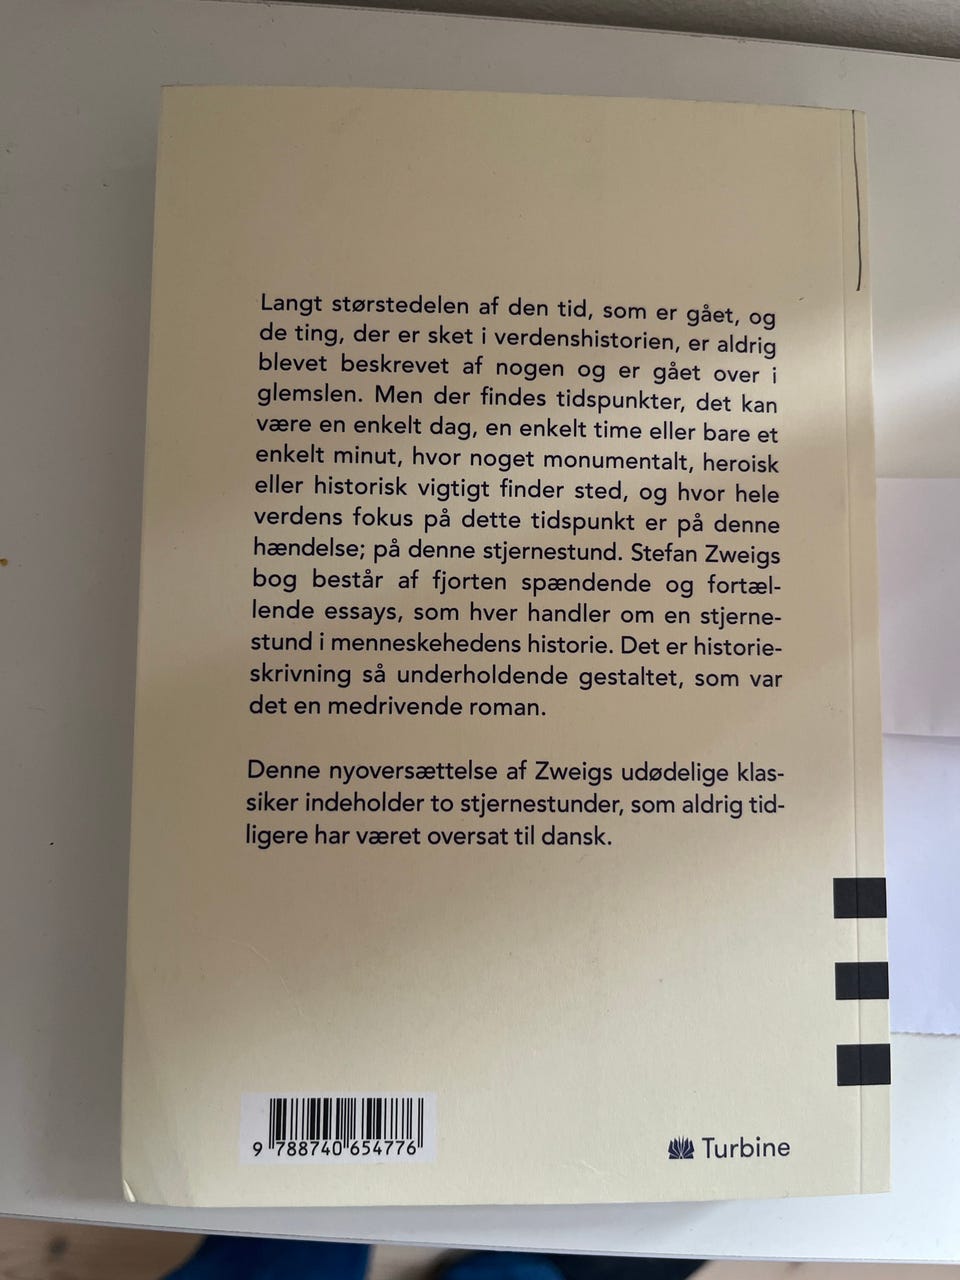 Langt størstedelen af den tid, som er gået, og
de ting, der er sket i verdenshistorien, er aldrig
blevet beskrevet af nogen og er gået over i
glemslen. Men der findes tidspunkter, det kan
være en enkelt dag, en enkelt time eller bare et
enkelt minut, hvor noget monumentalt, heroisk
eller historisk vigtigt finder sted, og hvor hele
verdens fokus på dette tidspunkt er på denne
hændelse; på denne stjernestund. Stefan Zweigs
bog består af fjorten spændende og fortæl-
lende essays, som hver handler om en stjerne-
stund i menneskehedens historie. Det er historie-
skrivning så underholdende gestaltet, som var
det en medrivende roman.
Denne nyoversættelse af Zweigs udødelige klas-
siker indeholder to stjernestunder, som aldrig tid-
ligere har været oversat til dansk.
9 788740 654776
Turbine